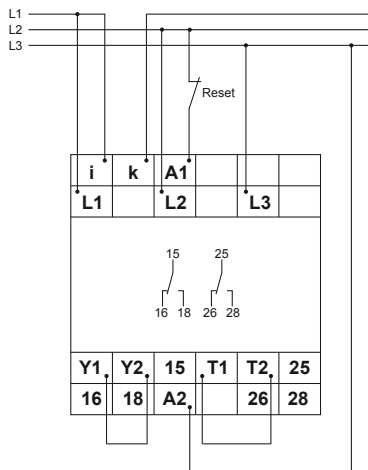 L1
L2
L3
Reset
i k A1
L1 L2 L3
15 25
16 18 26 28
Y1 Y2 15 T1 T2 25
16 18 A2 26 28